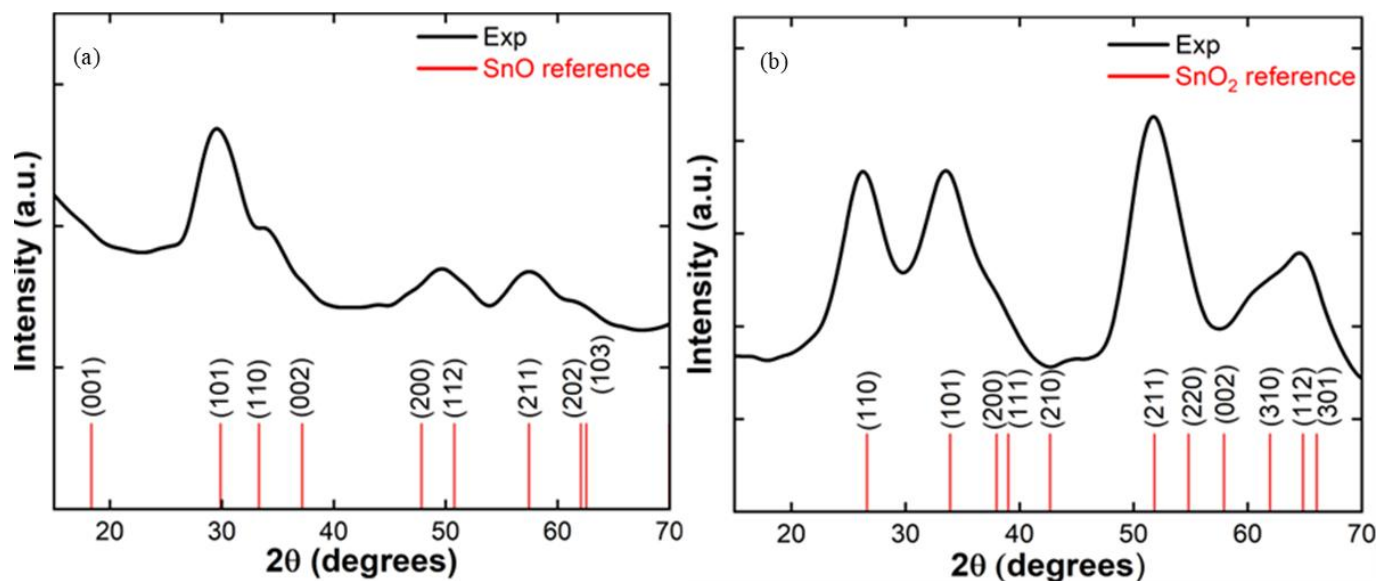 (a)
Exp
SnO reference
Intensity (a.u.)
(001)
(101)
(110)
(002)
(200)
(112)
(211)
(202)
(103)
20 30 40 50 60 70
2θ (degrees)
(b)
Exp
SnO₂ reference
Intensity (a.u.)
(110)
(101)
(200)
(111)
(210)
(211)
(220)
(002)
(310)
(112)
(301)
20 30 40 50 60 70
2θ (degrees)